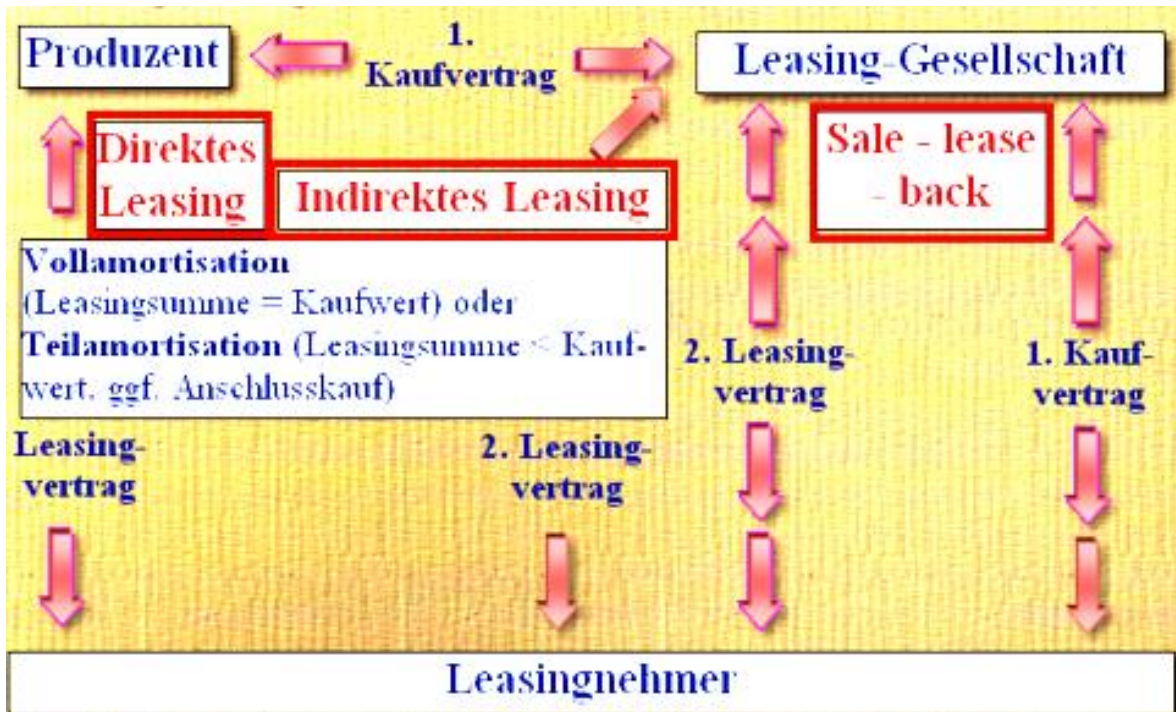 Produzent
1.
Kaufvertrag
Leasing-Gesellschaft
Direktes
Leasing
Indirektes Leasing
Sale - lease
- back
Vollamortisation
(Leasingsumme = Kaufwert) oder
Teilamortisation (Leasingsumme < Kauf-
wert, ggf. Anschlusskauf)
2. Leasing-
vertrag
1. Kauf-
vertrag
Leasing-
vertrag
2. Leasing-
vertrag
Leasingnehmer